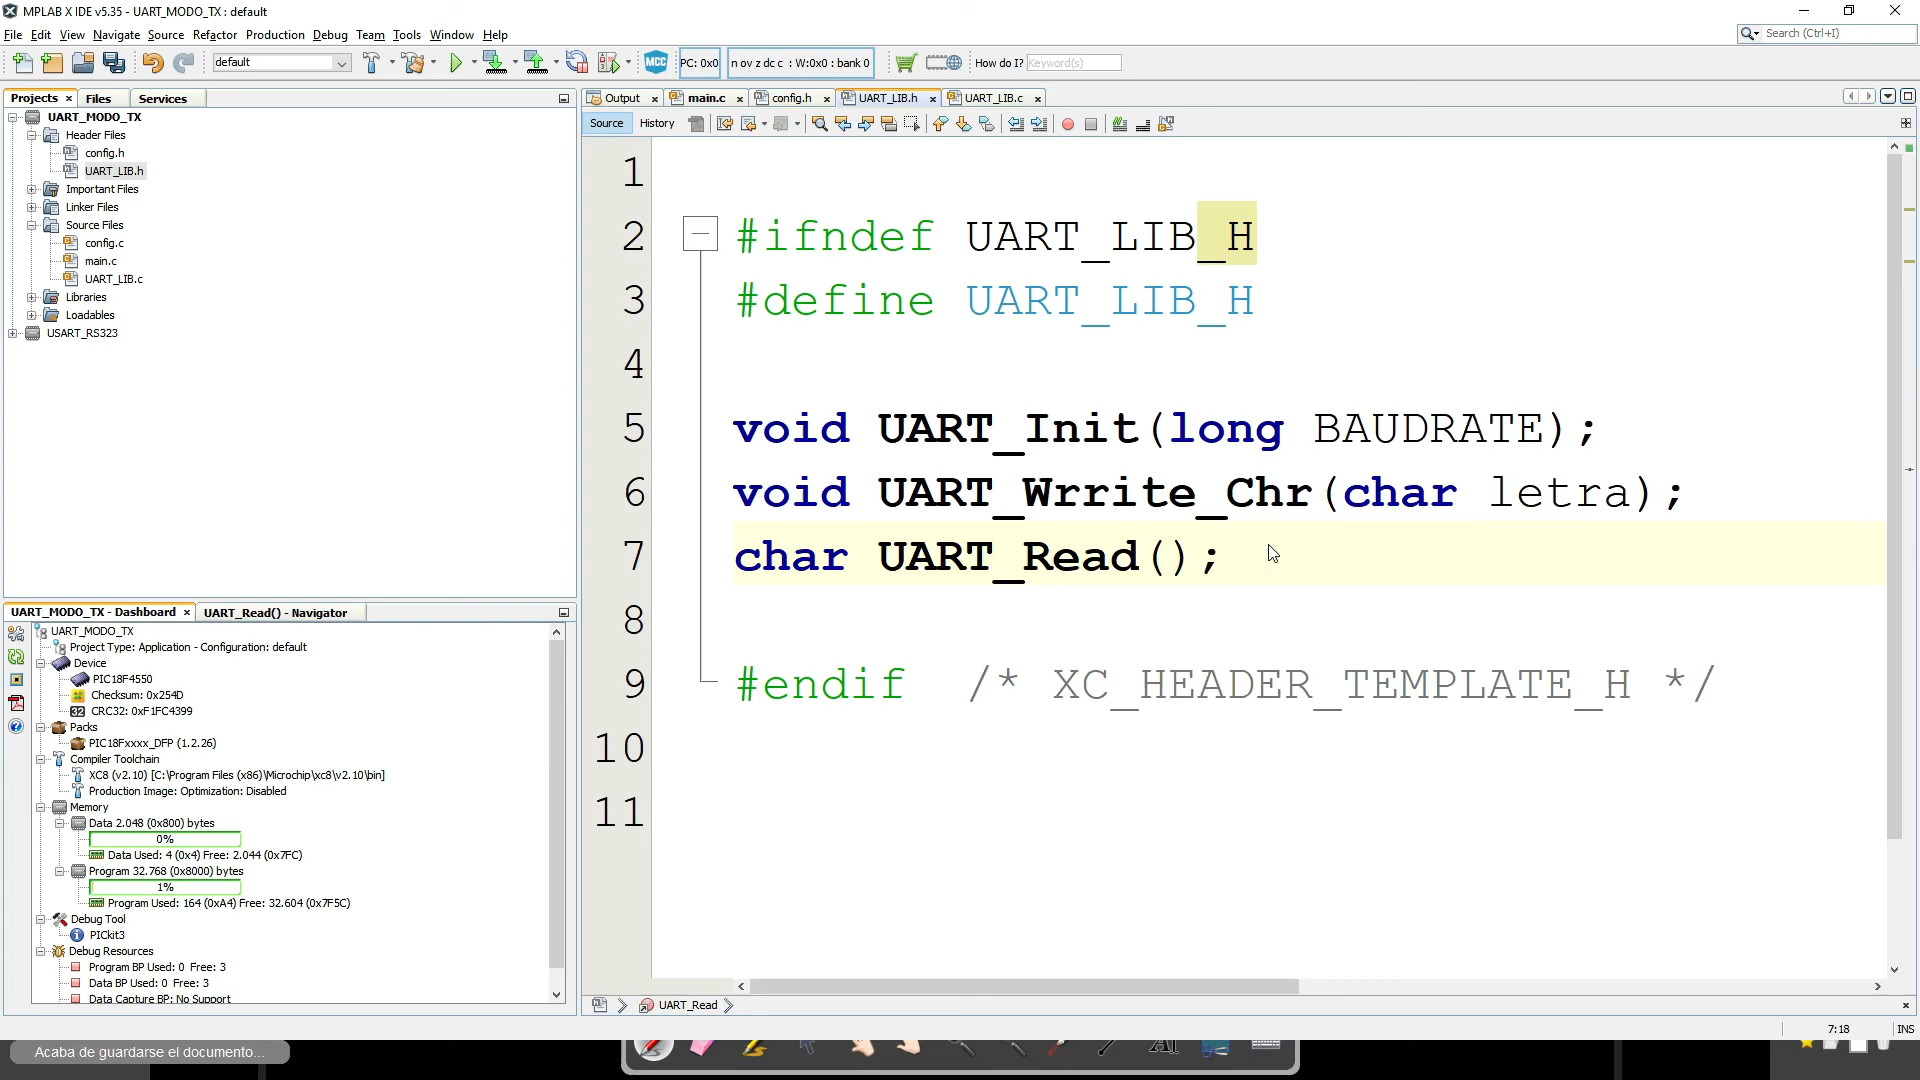 MPLAB X IDE v5.35 - UART_MODO_TX : default
File Edit View Navigate Source Refactor Production Debug Team Tools Window Help
Search (Ctrl+I)
default
MCC
PC: 0x0
n ov z dc c : W:0x0 : bank 0
How do I?
Keyword(s)
Projects Files Services
UART_MODO_TX
Header Files
config.h
UART_LIB.h
Important Files
Linker Files
Source Files
config.c
main.c
UART_LIB.c
Libraries
Loadables
USART_RS323
UART_MODO_TX - Dashboard UART_Read() - Navigator
UART_MODO_TX
Project Type: Application - Configuration: default
Device
PIC18F4550
Checksum: 0x254D
32 CRC32: 0xF1FC4399
Packs
PIC18Fxxxx_DFP (1.2.26)
Compiler Toolchain
XC8 (v2.10) [C:\Program Files (x86)\Microchip\xc8\v2.10\bin]
Production Image: Optimization: Disabled
Memory
Data 2.048 (0x800) bytes
0%
Data Used: 4 (0x4) Free: 2.044 (0x7FC)
Program 32.768 (0x8000) bytes
1%
Program Used: 164 (0xA4) Free: 32.604 (0x7F5C)
Debug Tool
PICkit3
Debug Resources
Program BP Used: 0 Free: 3
Data BP Used: 0 Free: 3
Data Capture BP: No Support
Output main.c config.h UART_LIB.h UART_LIB.c
Source History
1
2 #ifndef UART_LIB_H
3 #define UART_LIB_H
4
5 void UART_Init(long BAUDRATE);
6 void UART_Wrrite_Chr(char letra);
7 char UART_Read();
8
9 #endif /* XC_HEADER_TEMPLATE_H */
10
11
UART_Read
7:18 INS
Acaba de guardarse el documento...